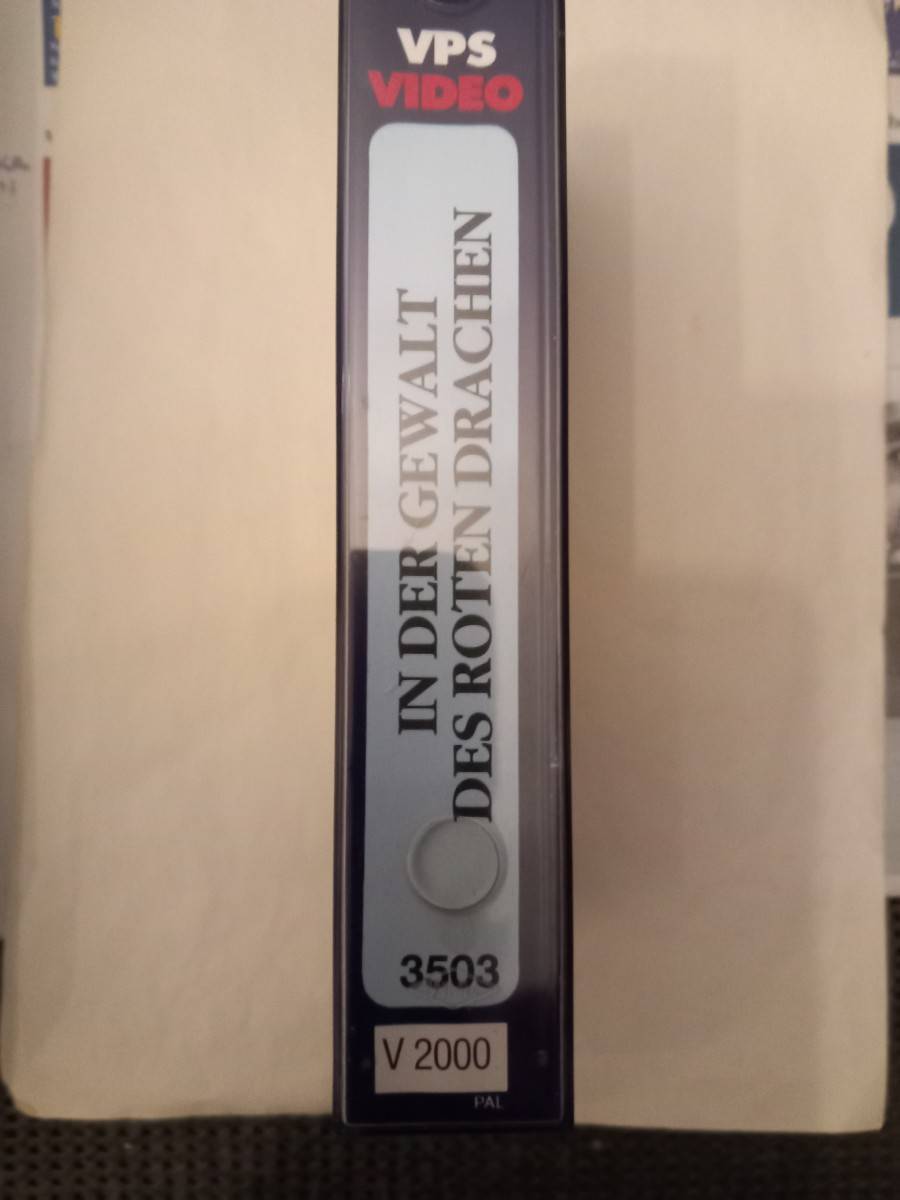 VPS
VIDEO
IN DER GEWALT
DES ROTEN DRACHEN
3503
V 2000
PAL